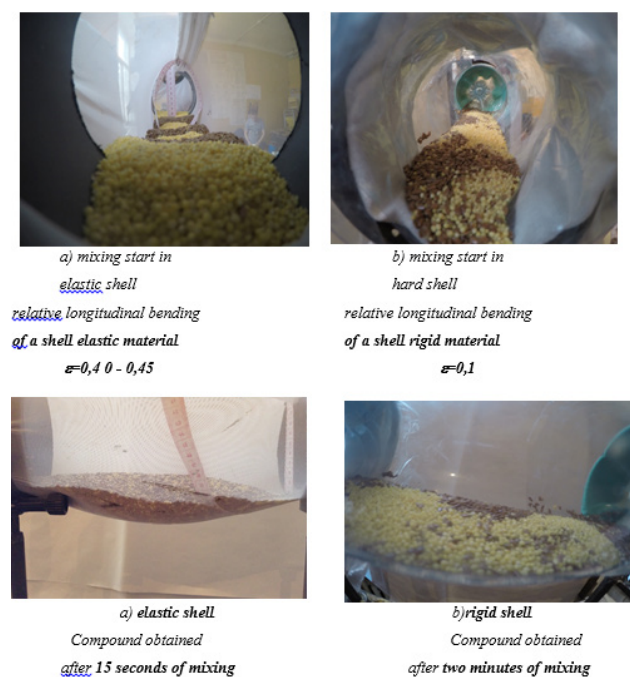 a) mixing start in
elastic shell
relative longitudinal bending
of a shell elastic material
ε=0,4 0 - 0,45
b) mixing start in
hard shell
relative longitudinal bending
of a shell rigid material
ε=0,1
a) elastic shell
Compound obtained
after 15 seconds of mixing
b)rigid shell
Compound obtained
after two minutes of mixing